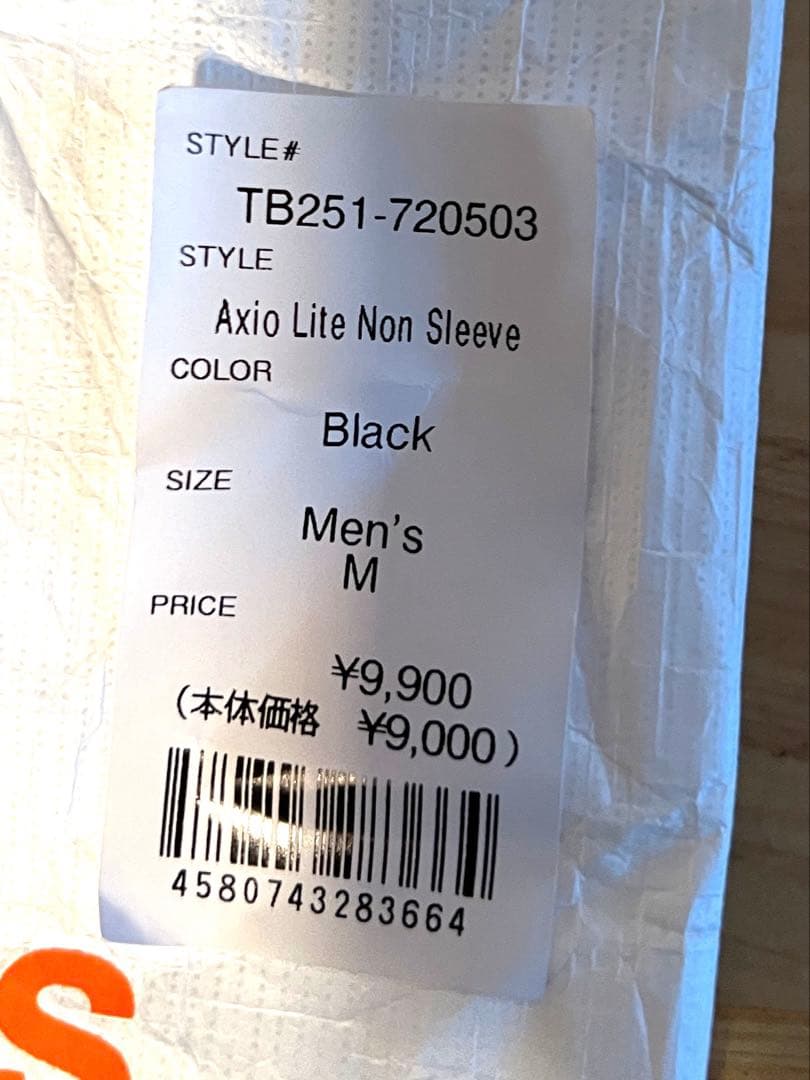 STYLE#
TB251-720503
STYLE
Axio Lite Non Sleeve
COLOR
Black
SIZE
Men's
M
PRICE
¥9,900
(本体価格 ¥9,000)
4580743283664
S